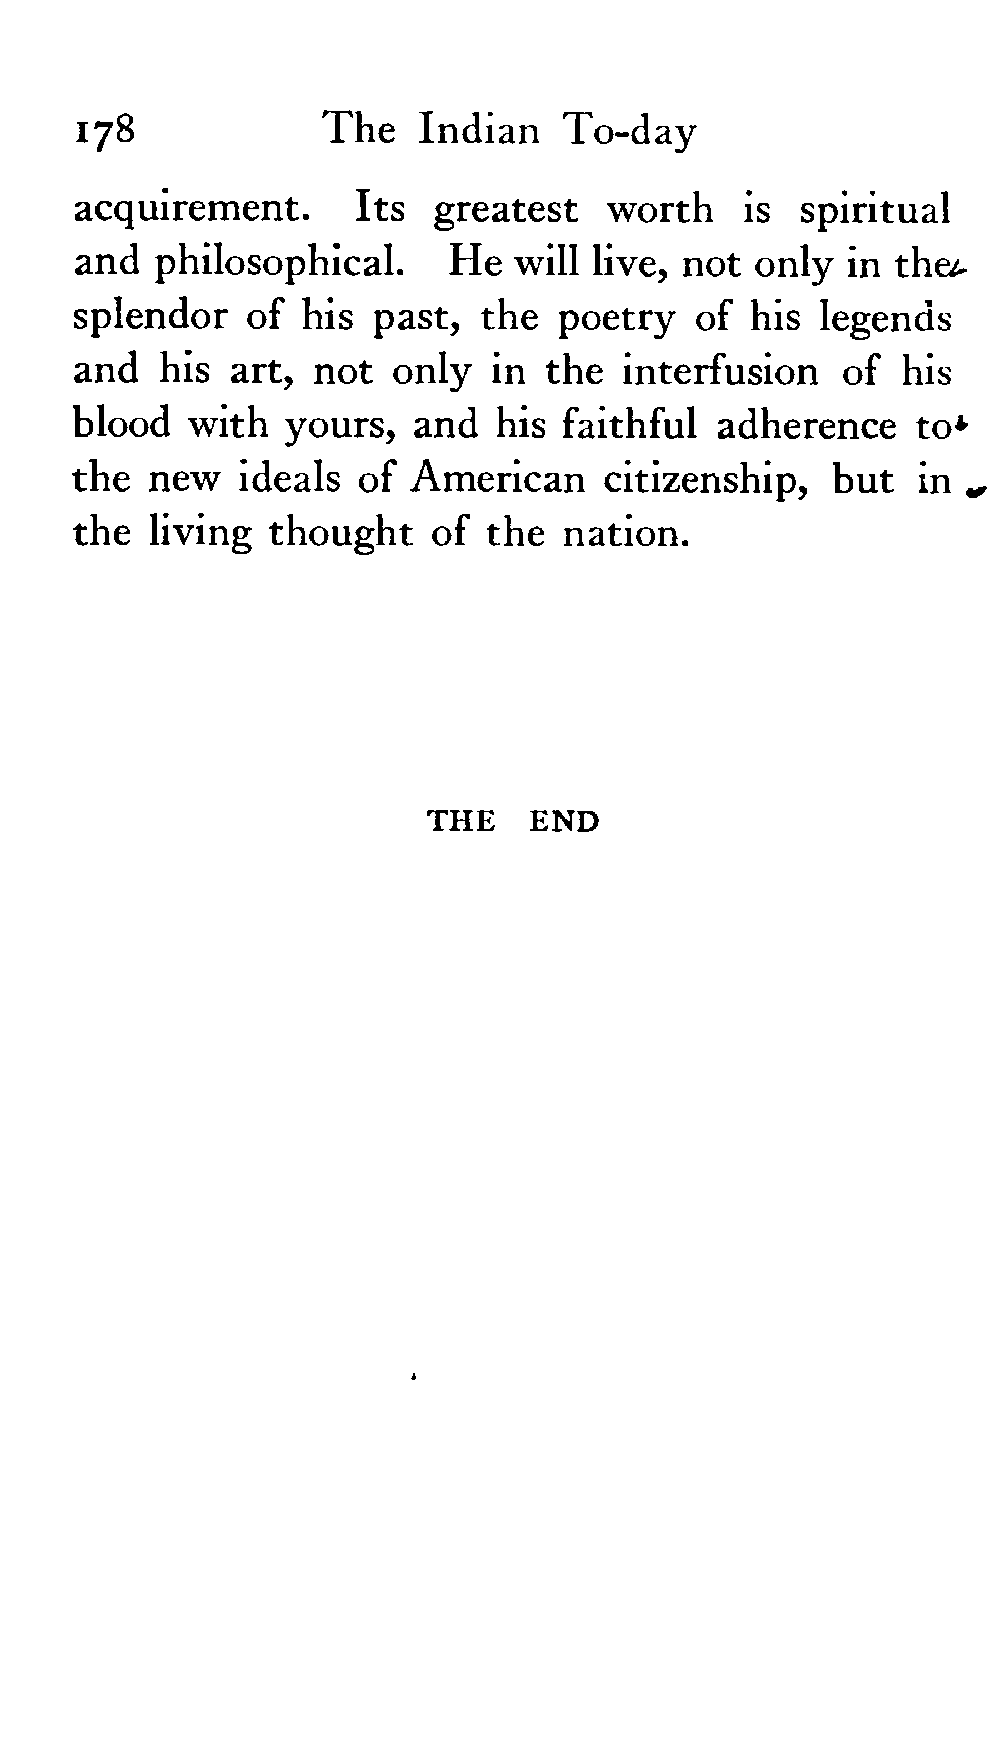 178 The Indian To-day
acquirement. Its greatest worth is spiritual
and philosophical. He will live, not only in the
splendor of his past, the poetry of his legends
and his art, not only in the interfusion of his
blood with yours, and his faithful adherence to
the new ideals of American citizenship, but in
the living thought of the nation.
THE END